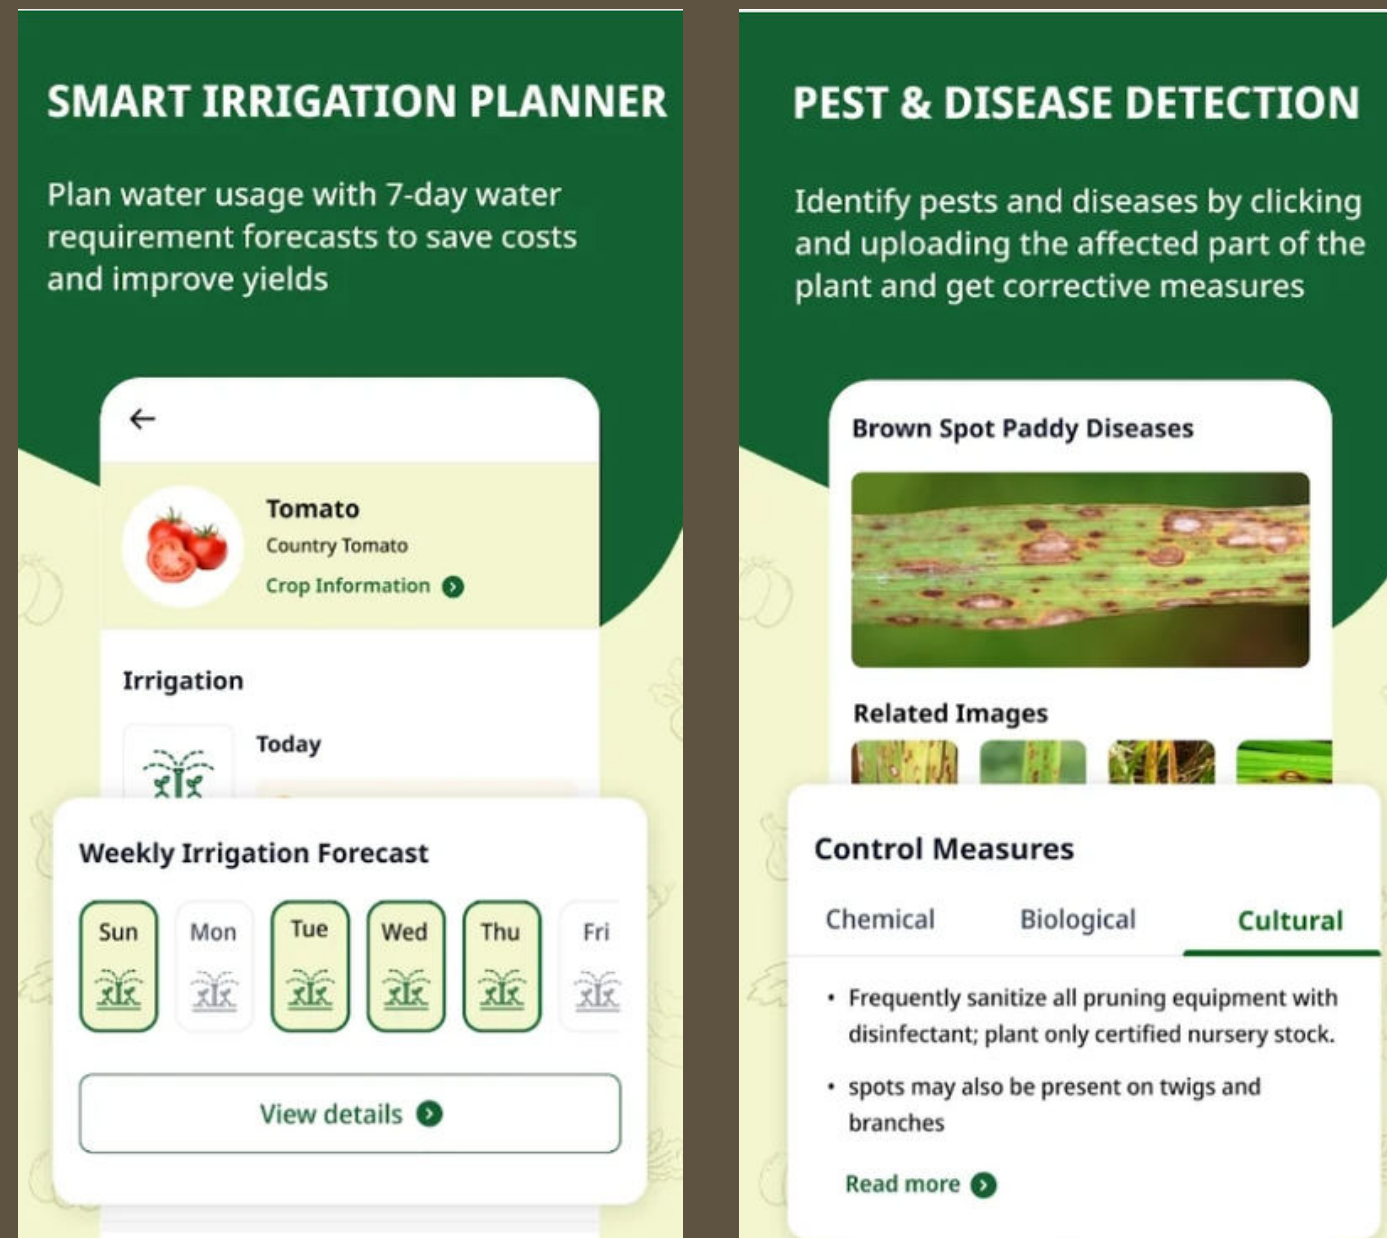 SMART IRRIGATION PLANNER
Plan water usage with 7-day water
requirement forecasts to save costs
and improve yields
Tomato
Country Tomato
Crop Information
Irrigation
Today
Weekly Irrigation Forecast
Sun Mon Tue Wed Thu Fri
View details
PEST & DISEASE DETECTION
Identify pests and diseases by clicking
and uploading the affected part of the
plant and get corrective measures
Brown Spot Paddy Diseases
Related Images
Control Measures
Chemical Biological Cultural
• Frequently sanitize all pruning equipment with
disinfectant; plant only certified nursery stock.
• spots may also be present on twigs and
branches
Read more